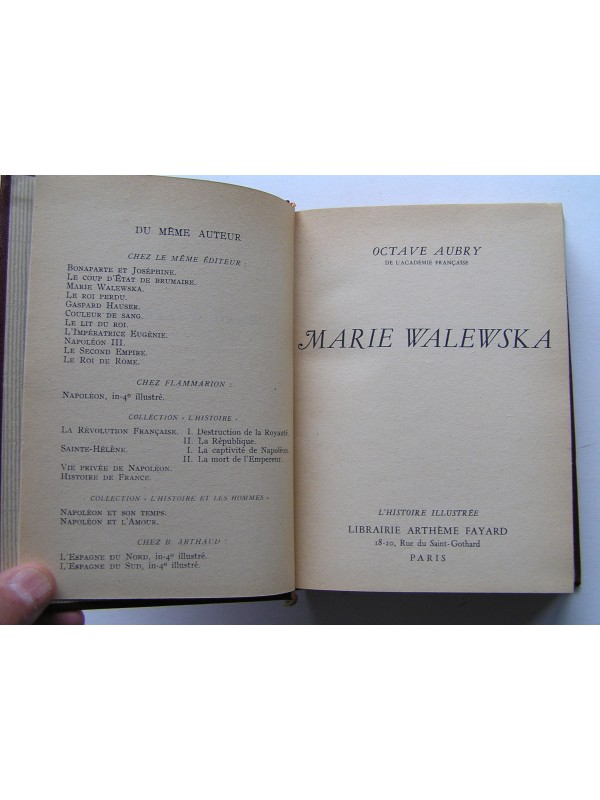 DU MÊME AUTEUR
CHEZ LE MÊME ÉDITEUR :
BONAPARTE ET JOSÉPHINE.
LE COUP D'ÉTAT DE BRUMAIRE.
MARIE WALEWSKA.
LE ROI PERDU.
GASPARD HAUSER.
COULEUR DE SANG.
LE LIT DU ROI.
L'IMPÉRATRICE EUGÉNIE.
NAPOLÉON III.
LE SECOND EMPIRE.
LE ROI DE ROME.
CHEZ FLAMMARION :
NAPOLÉON, in-4º illustré.
COLLECTION « L'HISTOIRE »
LA RÉVOLUTION FRANÇAISE. I. Destruction de la Royauté.
II. La République.
SAINTE-HÉLÈNE. I. La captivité de Napoléon.
II. La mort de l'Empereur.
VIE PRIVÉE DE NAPOLÉON.
HISTOIRE DE FRANCE.
COLLECTION « L'HISTOIRE ET LES HOMMES »
NAPOLÉON ET SON TEMPS.
NAPOLÉON ET L'AMOUR.
CHEZ B. ARTHAUD :
L'ESPAGNE DU NORD, in-4º illustré.
L'ESPAGNE DU SUD, in-4º illustré.
OCTAVE AUBRY
DE L'ACADÉMIE FRANÇAISE
MARIE WALEWSKA
L'HISTOIRE ILLUSTRÉE
LIBRAIRIE ARTHÈME FAYARD
18-20, Rue du Saint-Gothard
PARIS